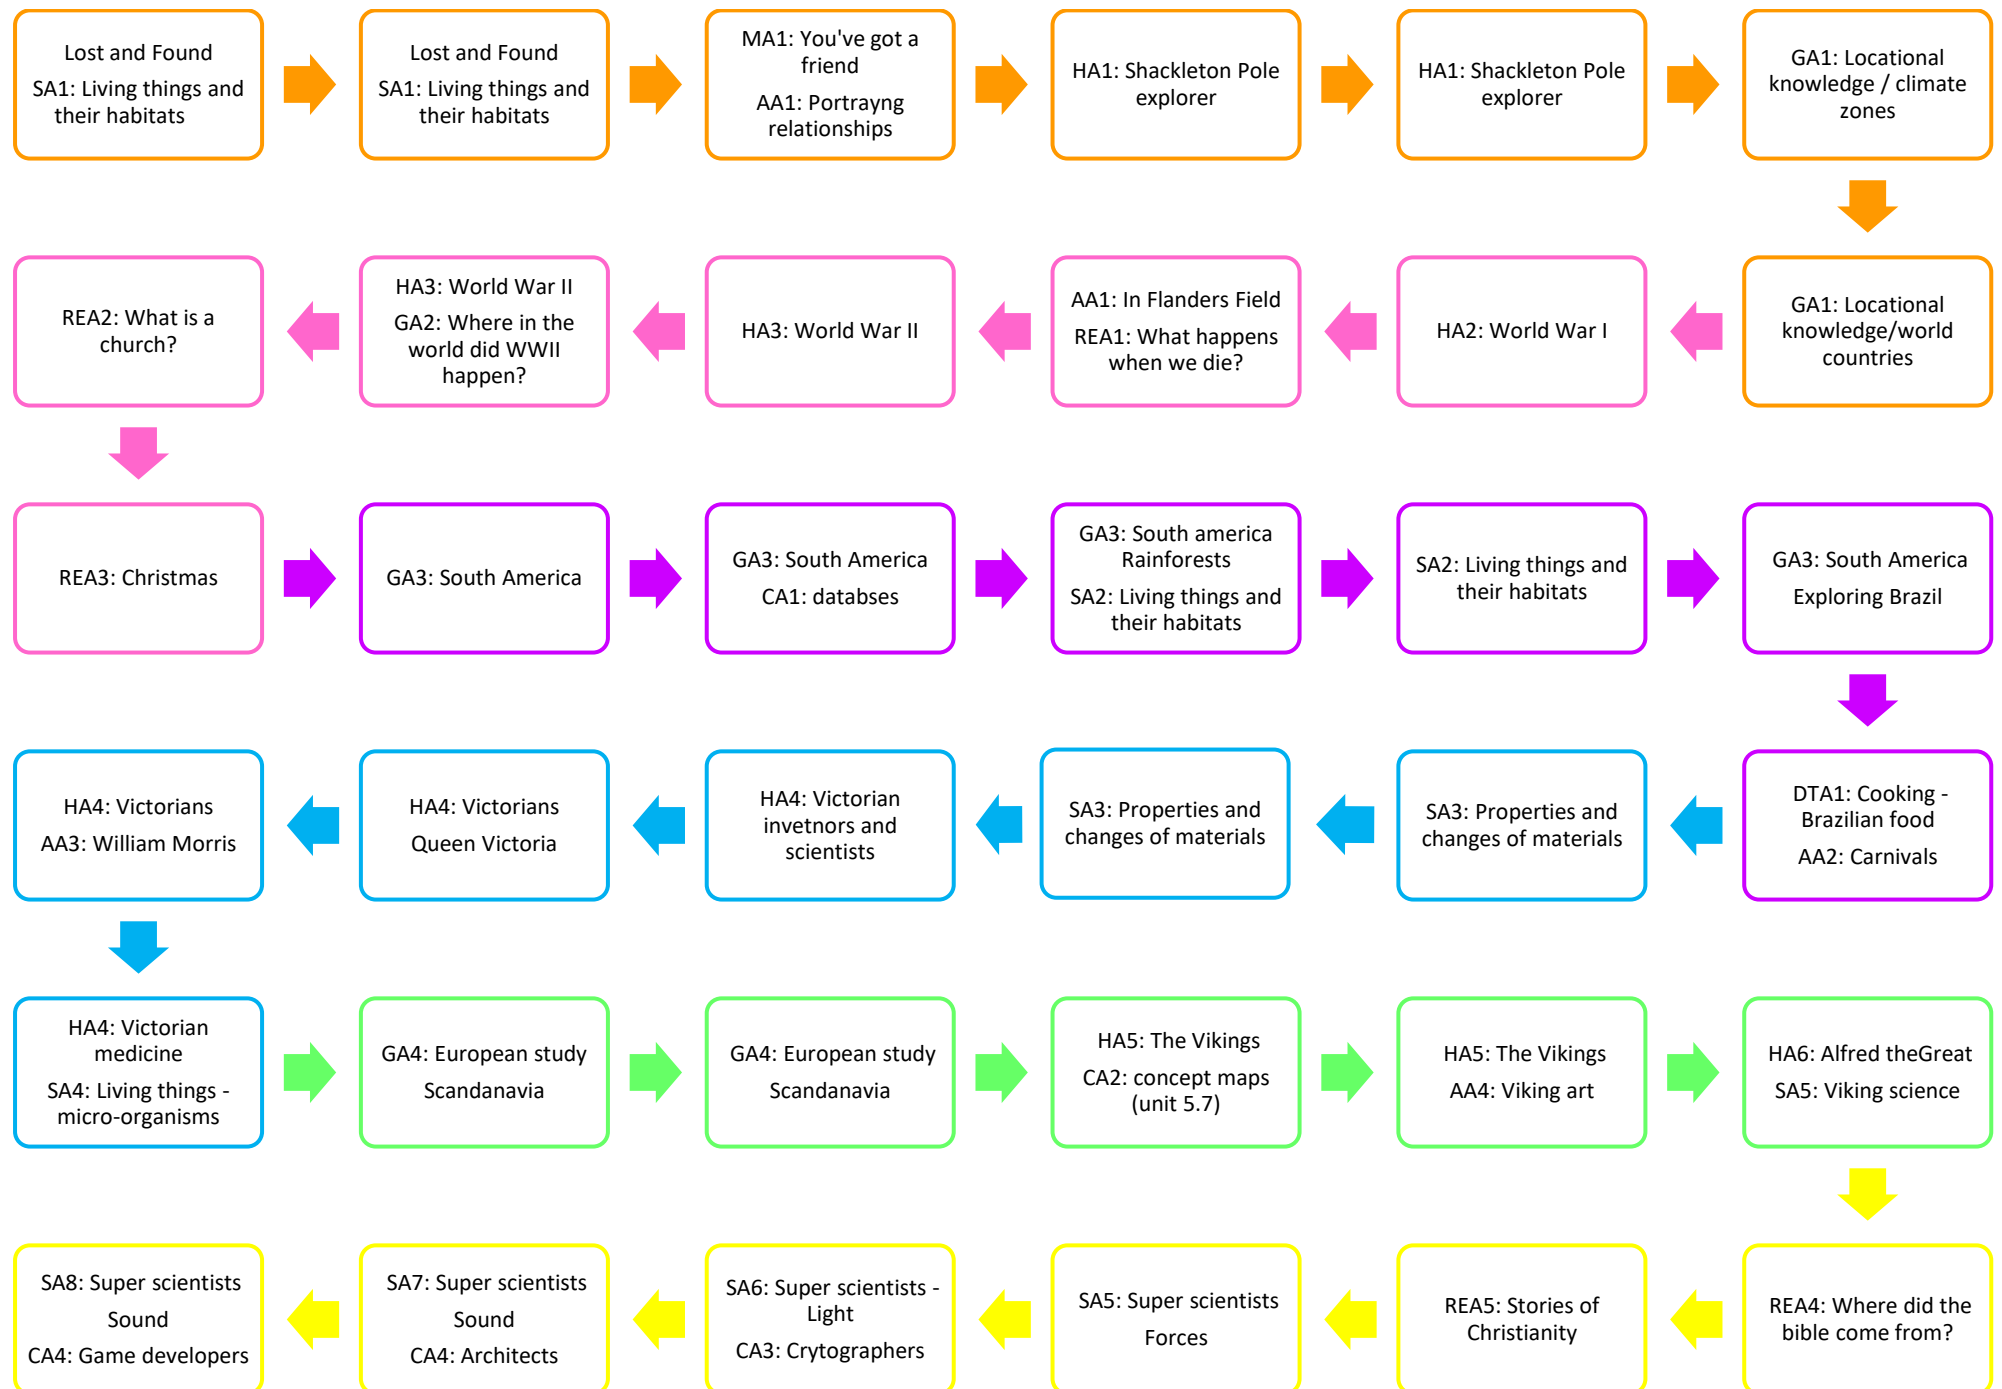 Lost and Found
SA1: Living things and
their habitats
Lost and Found
SA1: Living things and
their habitats
MA1: You've got a
friend
AA1: Portrayng
relationships
HA1: Shackleton Pole
explorer
HA1: Shackleton Pole
explorer
GA1: Locational
knowledge / climate
zones
GA1: Locational
knowledge/world
countries
HA2: World War I
AA1: In Flanders Field
REA1: What happens
when we die?
HA3: World War II
HA3: World War II
GA2: Where in the
world did WWII
happen?
REA2: What is a
church?
REA3: Christmas
GA3: South America
GA3: South America
CA1: databses
GA3: South america
Rainforests
SA2: Living things and
their habitats
SA2: Living things and
their habitats
GA3: South America
Exploring Brazil
DTA1: Cooking -
Brazilian food
AA2: Carnivals
SA3: Properties and
changes of materials
SA3: Properties and
changes of materials
HA4: Victorian
invetnors and
scientists
HA4: Victorians
Queen Victoria
HA4: Victorians
AA3: William Morris
HA4: Victorian
medicine
SA4: Living things -
micro-organisms
GA4: European study
Scandanavia
GA4: European study
Scandanavia
HA5: The Vikings
CA2: concept maps
(unit 5.7)
HA5: The Vikings
AA4: Viking art
HA6: Alfred theGreat
SA5: Viking science
REA4: Where did the
bible come from?
REA5: Stories of
Christianity
SA5: Super scientists
Forces
SA6: Super scientists -
Light
CA3: Crytographers
SA7: Super scientists
Sound
CA4: Architects
SA8: Super scientists
Sound
CA4: Game developers